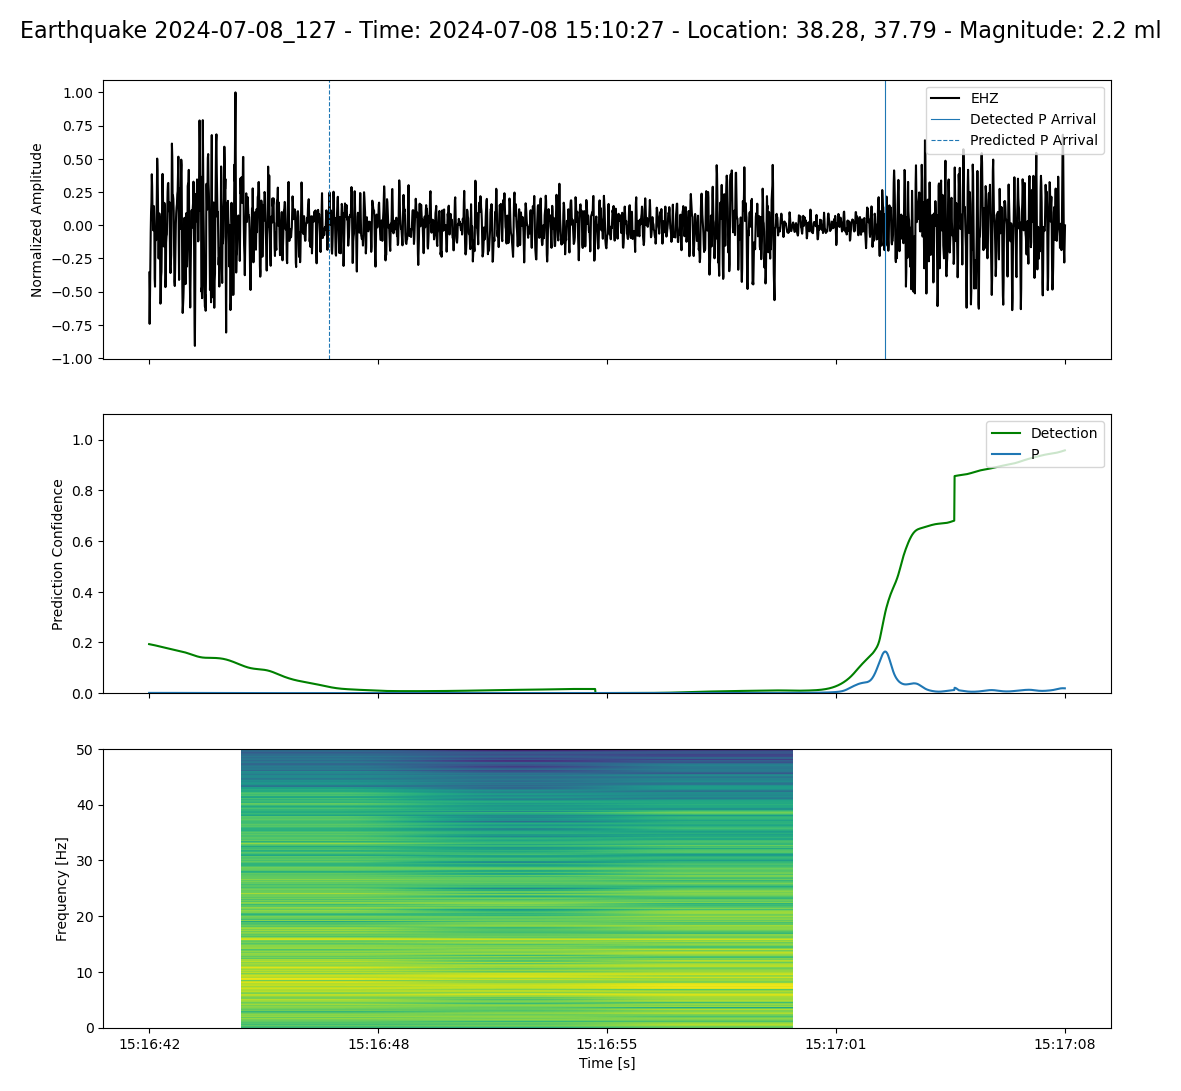 Earthquake 2024-07-08_127 - Time: 2024-07-08 15:10:27 - Location: 38.28, 37.79 - Magnitude: 2.2 ml
1.00
0.75
0.50
0.25
0.00
−0.25
−0.50
−0.75
−1.00
Normalized Amplitude
EHZ
Detected P Arrival
Predicted P Arrival
1.0
0.8
0.6
0.4
0.2
0.0
Prediction Confidence
Detection
P
50
40
30
20
10
0
Frequency [Hz]
15:16:42
15:16:48
15:16:55
15:17:01
15:17:08
Time [s]